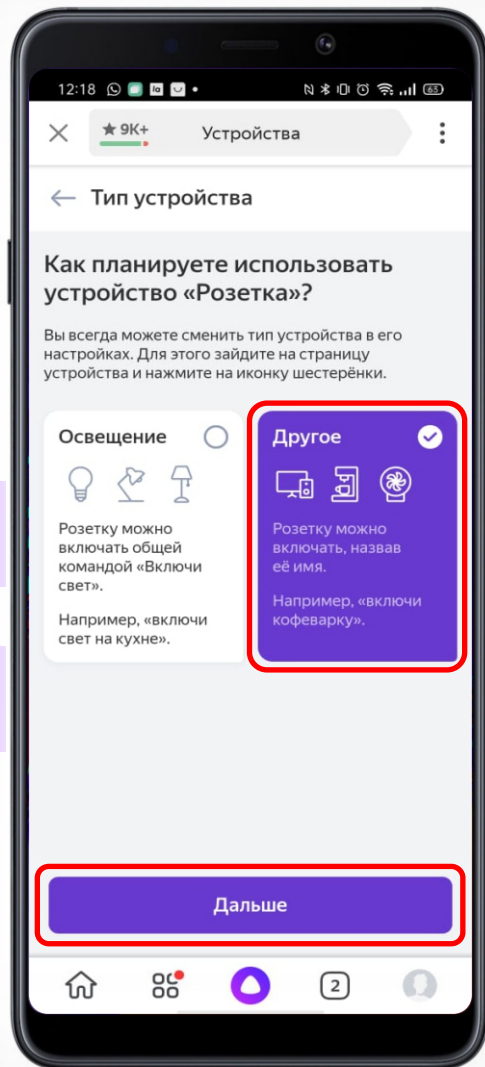 12:18
63
9K+ Устройства
Тип устройства
Как планируете использовать
устройство «Розетка»?
Вы всегда можете сменить тип устройства в его
настройках. Для этого зайдите на страницу
устройства и нажмите на иконку шестерёнки.
Освещение
Розетку можно
включать общей
командой «Включи
свет».
Например, «включи
свет на кухне».
Другое
Розетку можно
включать, назвав
её имя.
Например, «включи
кофеварку».
Дальше
2